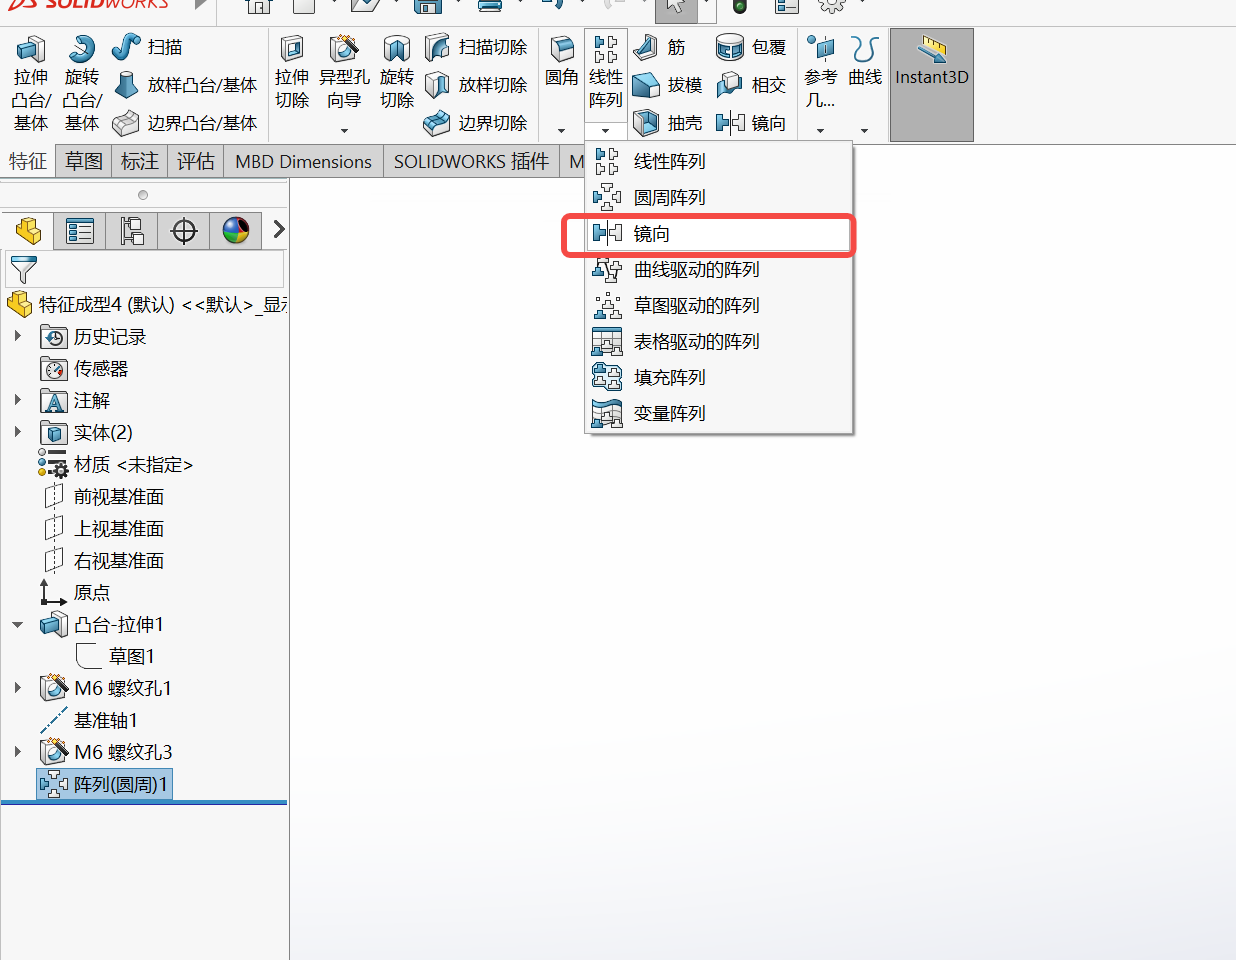 SOLIDWORKS
拉伸凸台/基体
旋转凸台/基体
扫描
放样凸台/基体
边界凸台/基体
拉伸切除
异型孔向导
旋转切除
扫描切除
放样切除
边界切除
圆角
线性阵列
筋
拔模
抽壳
包覆
相交
镜向
参考几...
曲线
Instant3D
特征
草图
标注
评估
MBD Dimensions
SOLIDWORKS 插件
M
线性阵列
圆周阵列
镜向
曲线驱动的阵列
草图驱动的阵列
表格驱动的阵列
填充阵列
变量阵列
特征成型4 (默认) <<默认>_显示
历史记录
传感器
注解
实体(2)
材质 <未指定>
前视基准面
上视基准面
右视基准面
原点
凸台-拉伸1
草图1
M6 螺纹孔1
基准轴1
M6 螺纹孔3
阵列(圆周)1